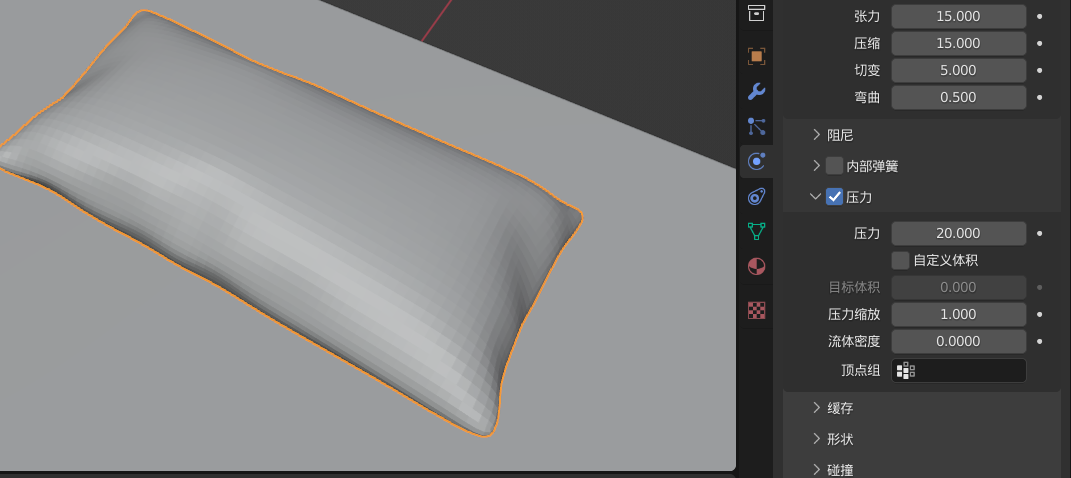 张力 15.000
压缩 15.000
切变 5.000
弯曲 0.500
阻尼
内部弹簧
压力
压力 20.000
自定义体积
目标体积 0.000
压力缩放 1.000
流体密度 0.0000
顶点组
缓存
形状
碰撞